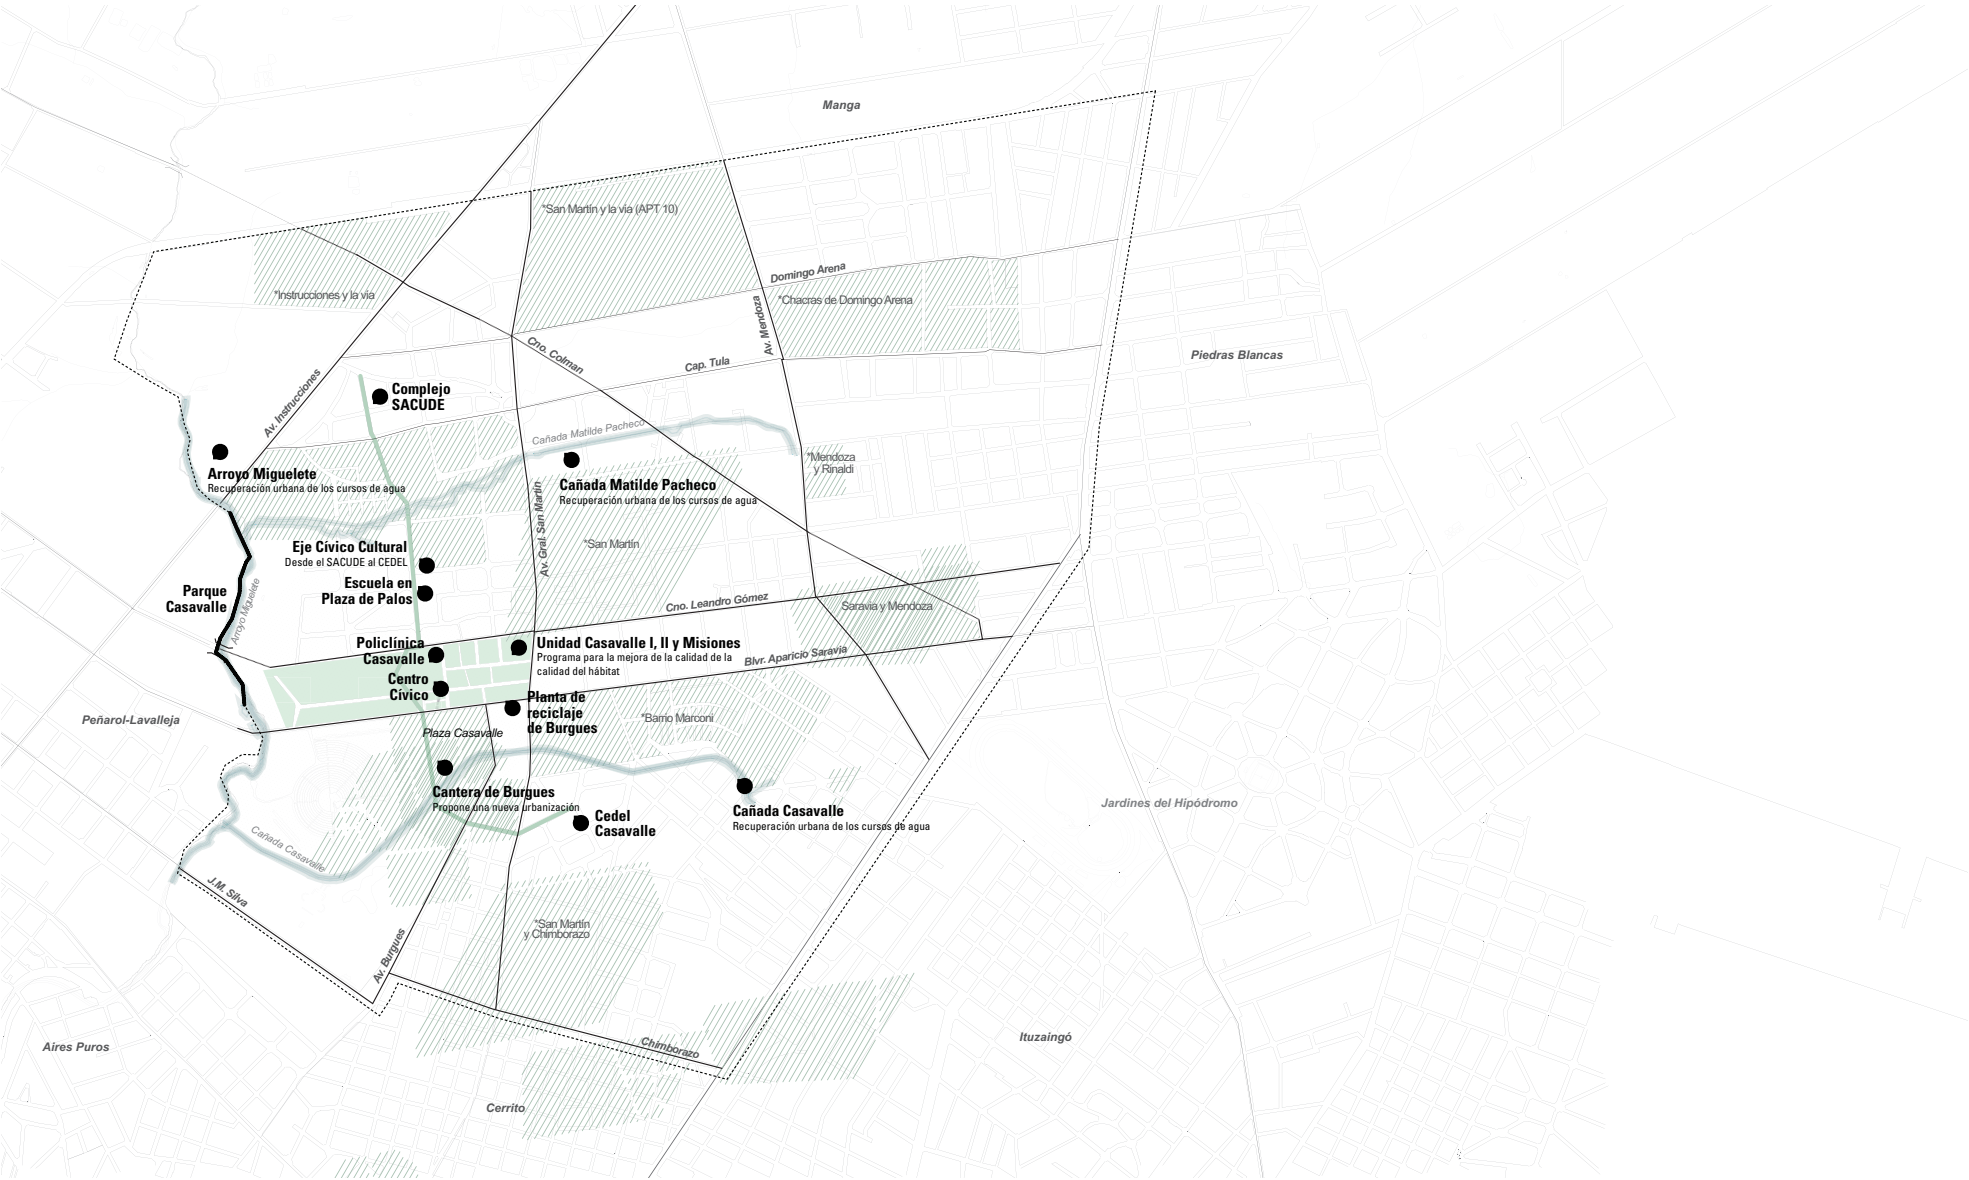 Manga
*San Martín y la vía (APT 10)
Domingo Arena
*Instrucciones y la vía
*Chacras de Domingo Arena
Av. Mendoza
Cno. Colman
Cap. Tula
Piedras Blancas
Av. Instrucciones
Complejo
SACUDE
Cañada Matilde Pacheco
Arroyo Miguelete
Recuperación urbana de los cursos de agua
Cañada Matilde Pacheco
Recuperación urbana de los cursos de agua
*Mendoza
y Rinaldi
Av. Gral. San Martín
*San Martín
Eje Cívico Cultural
Desde el SACUDE al CEDEL
Escuela en
Plaza de Palos
Parque
Casavalle
Arroyo Miguelete
Cno. Leandro Gómez
Saravia y Mendoza
Policlínica
Casavalle
Unidad Casavalle I, II y Misiones
Programa para la mejora de la calidad de la
calidad del hábitat
Blvr. Aparicio Saravia
Centro
Cívico
Planta de
reciclaje
de Burgues
*Barrio Marconi
Peñarol-Lavalleja
Plaza Casavalle
Cantera de Burgues
Propone una nueva urbanización
Cedel
Casavalle
Cañada Casavalle
Recuperación urbana de los cursos de agua
Jardines del Hipódromo
Cañada Casavalle
J.M. Silva
*San Martín
y Chimborazo
Av. Burgues
Chimborazo
Aires Puros
Ituzaingó
Cerrito